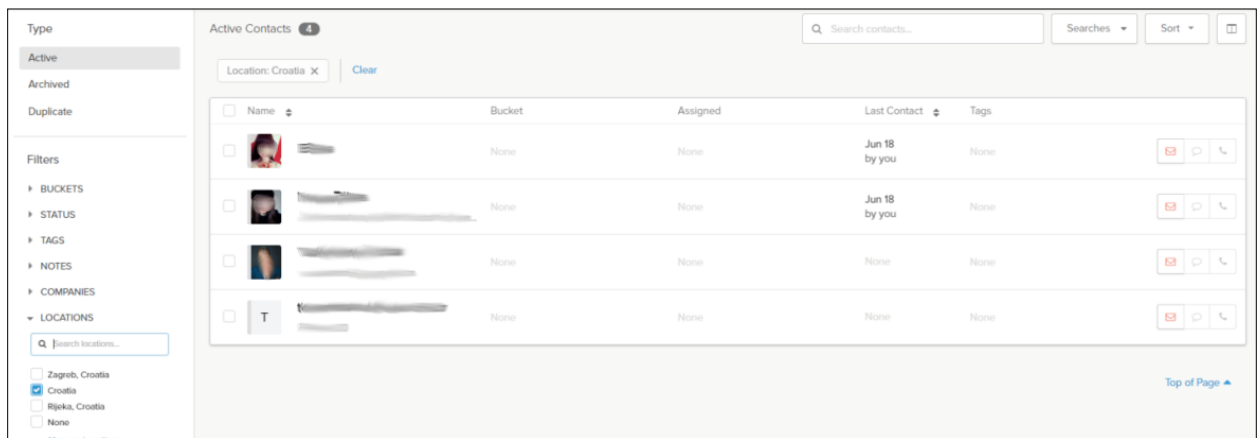 Type
Active
Archived
Duplicate
Filters
BUCKETS
STATUS
TAGS
NOTES
COMPANIES
LOCATIONS
Search locations...
Zagreb, Croatia
Croatia
Rijeka, Croatia
None
Active Contacts 4
Search contacts...
Searches
Sort
Location: Croatia X
Clear
Name Bucket Assigned Last Contact Tags
None None Jun 18 None
by you
None None Jun 18 None
by you
None None None None
T None None None None
Top of Page